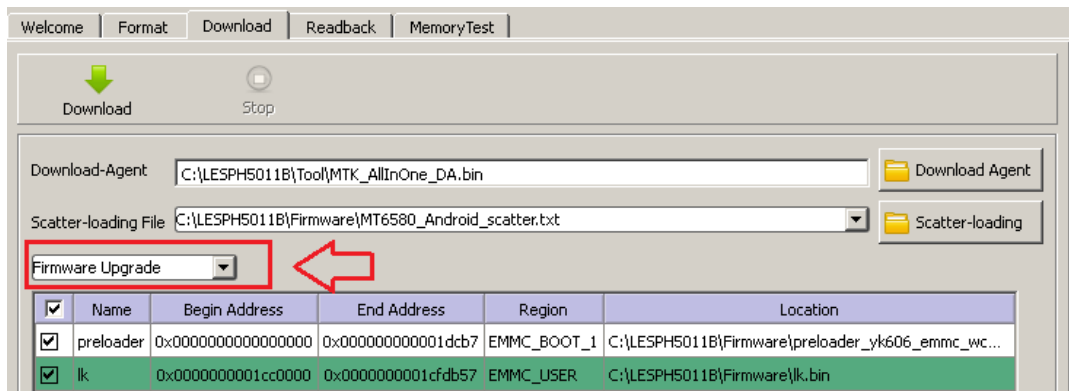 Welcome Format Download Readback MemoryTest
Download Stop
Download-Agent C:\LESPH5011B\Tool\MTK_AllInOne_DA.bin Download Agent
Scatter-loading File C:\LESPH5011B\Firmware\MT6580_Android_scatter.txt Scatter-loading
Firmware Upgrade
Name Begin Address End Address Region Location
preloader 0x0000000000000000 0x000000000001dcb7 EMMC_BOOT_1 C:\LESPH5011B\Firmware\preloader_yk606_emmc_wc...
lk 0x0000000001cc0000 0x0000000001cfdb57 EMMC_USER C:\LESPH5011B\Firmware\lk.bin